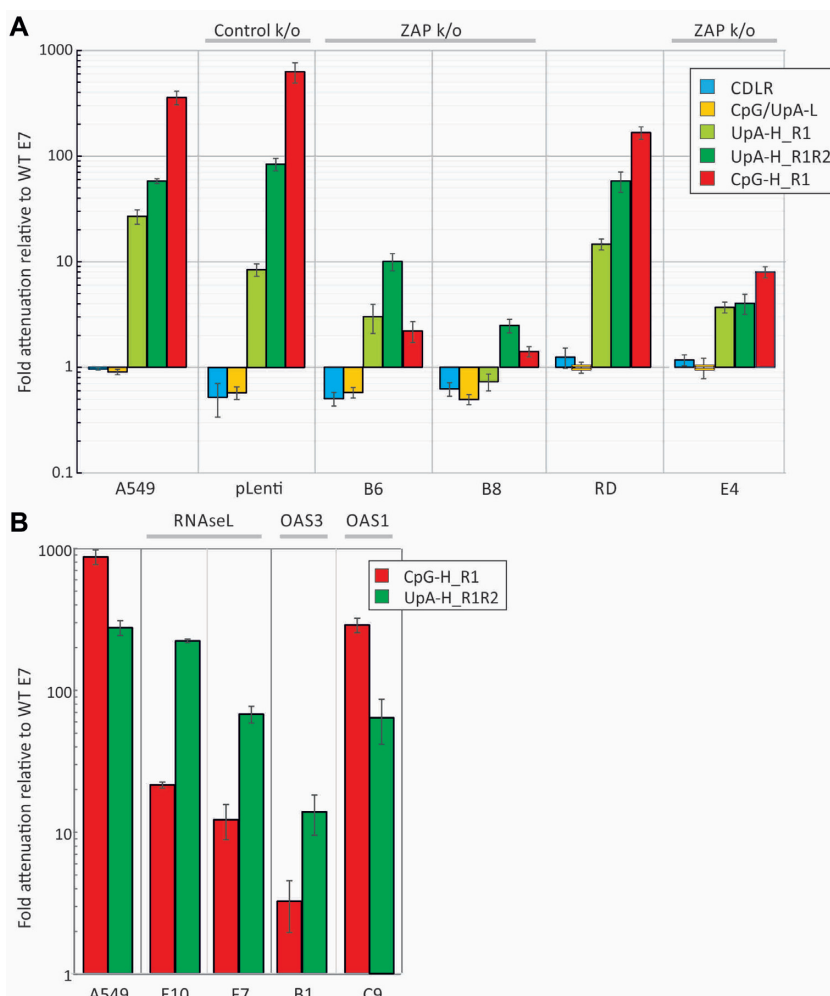 A
Control k/o
ZAP k/o
ZAP k/o
Fold attenuation relative to WT E7
1000
100
10
1
0.1
CDLR
CpG/UpA-L
UpA-H_R1
UpA-H_R1R2
CpG-H_R1
A549
pLenti
B6
B8
RD
E4
B
RNAseL
OAS3
OAS1
Fold attenuation relative to WT E7
1000
100
10
1
CpG-H_R1
UpA-H_R1R2
A549
B1
C9